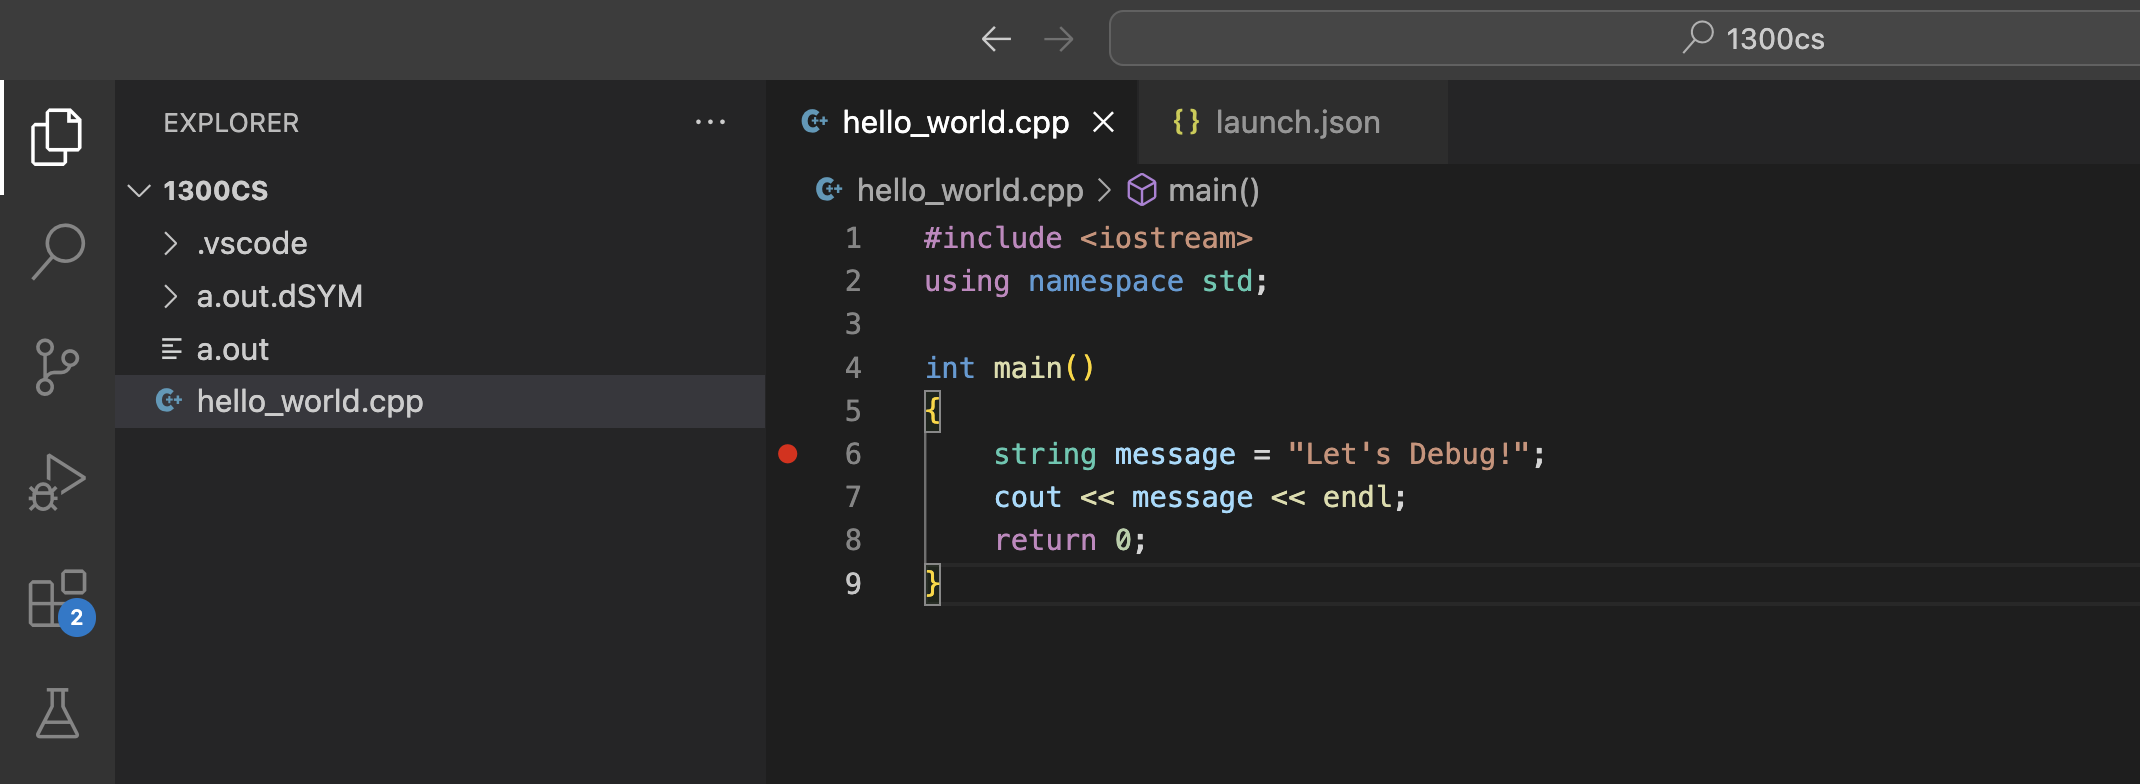 1300cs
EXPLORER
hello_world.cpp
launch.json
1300CS
.vscode
a.out.dSYM
a.out
hello_world.cpp
2
hello_world.cpp > main()
1 #include <iostream>
2 using namespace std;
3
4 int main()
5 {
6     string message = "Let's Debug!";
7     cout << message << endl;
8     return 0;
9 }